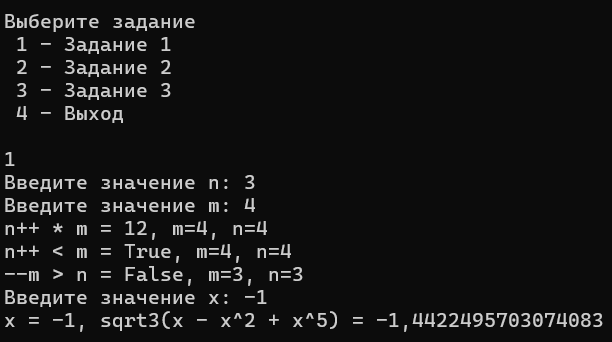 Выберите задание
1 - Задание 1
2 - Задание 2
3 - Задание 3
4 - Выход
1
Введите значение n: 3
Введите значение m: 4
n++ * m = 12, m=4, n=4
n++ < m = True, m=4, n=4
--m > n = False, m=3, n=3
Введите значение x: -1
x = -1, sqrt3(x - x^2 + x^5) = -1,4422495703074083